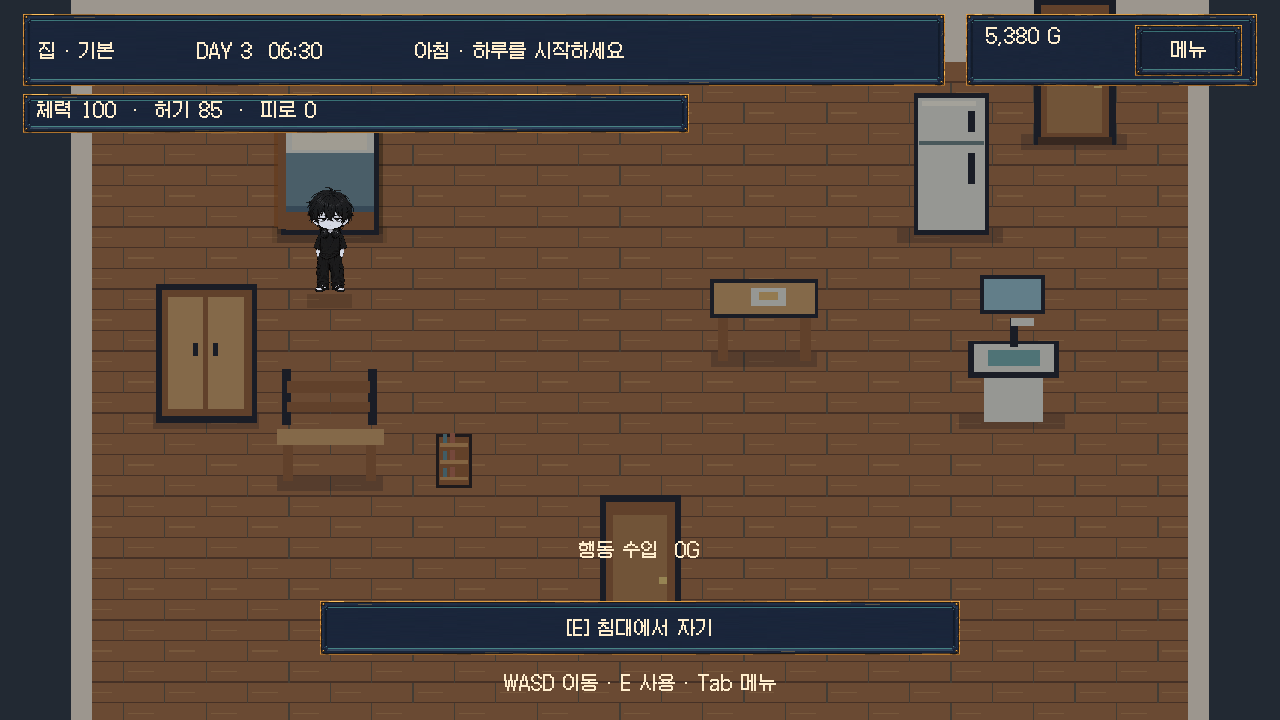 집 · 기본 DAY 3 06:30 아침 · 하루를 시작하세요
5,380 G 메뉴
체력 100 · 허기 85 · 피로 0
행동 수입 0G
[E] 침대에서 자기
WASD 이동 · E 사용 · Tab 메뉴